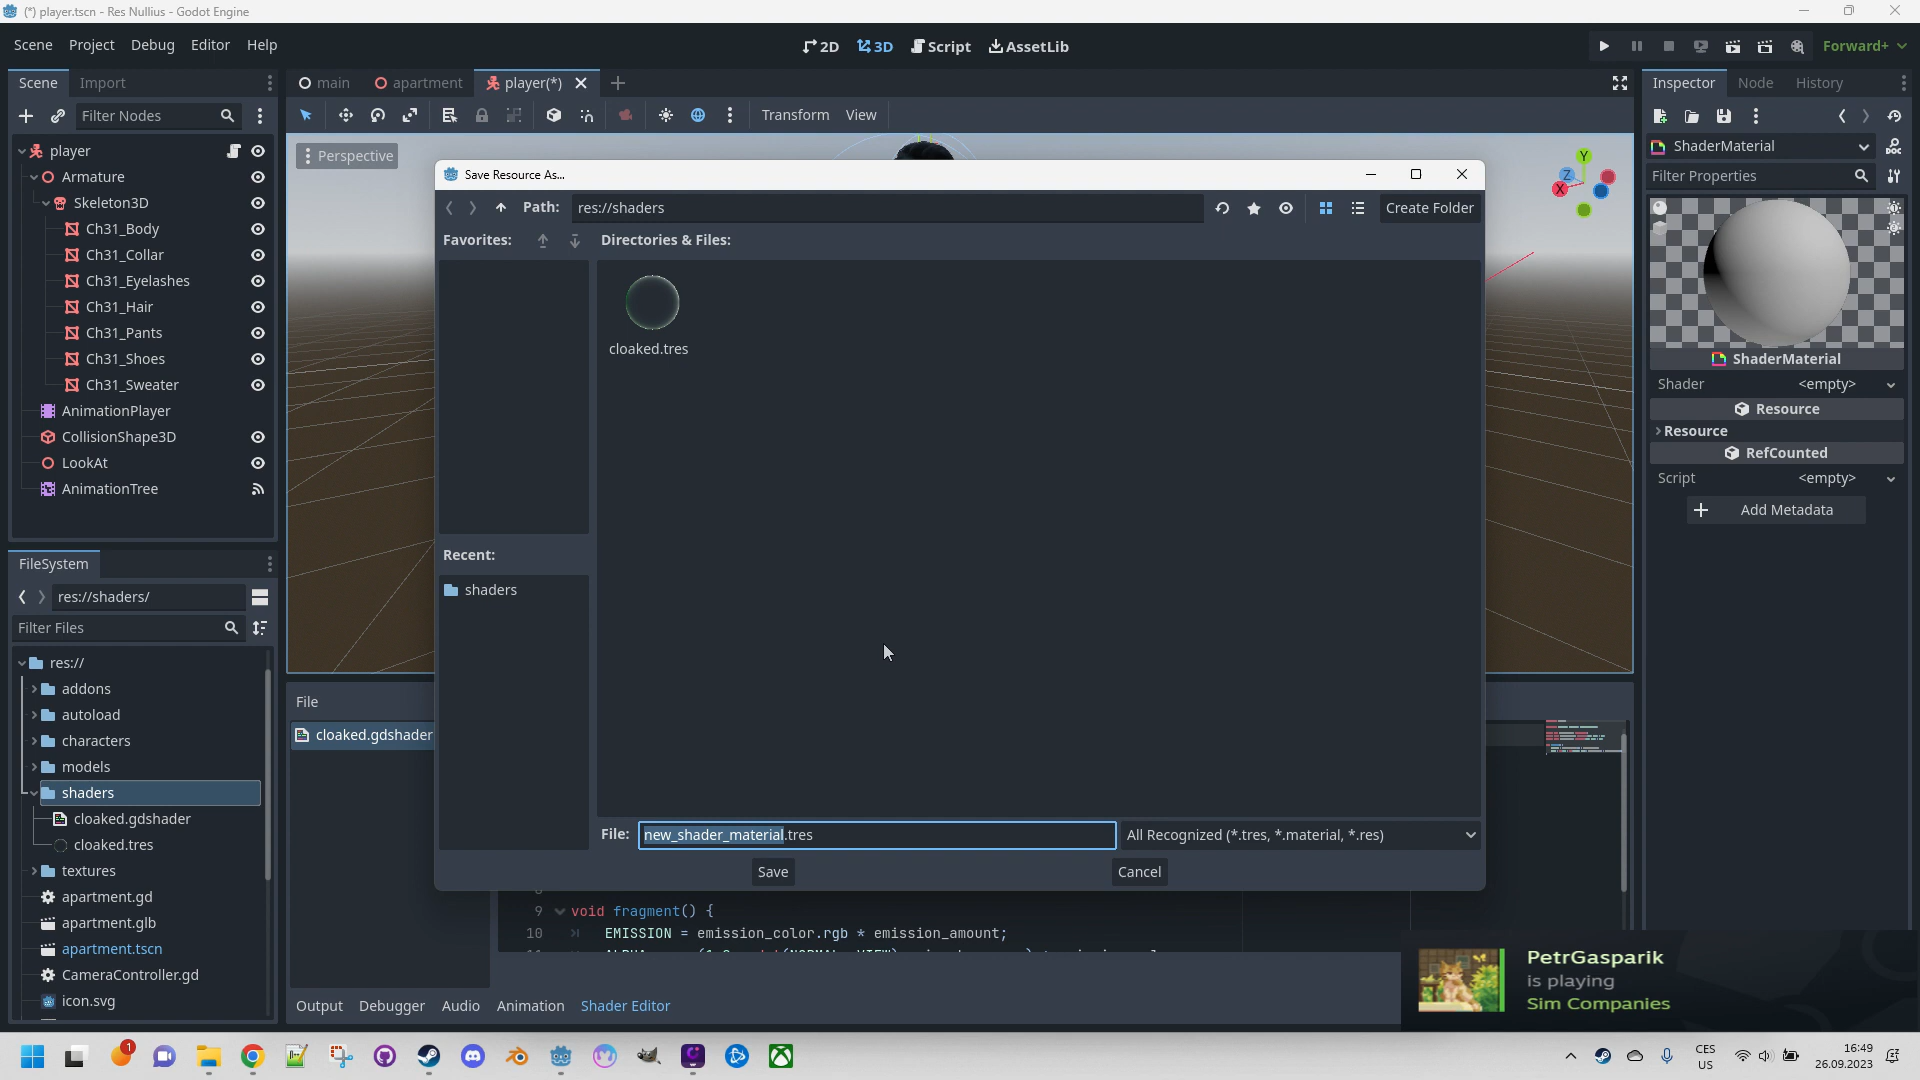 (*) player.tscn - Res Nullius - Godot Engine
Scene Project Debug Editor Help
2D 3D Script AssetLib
Forward+
Scene Import
main apartment player(*)
Inspector Node History
Filter Nodes
Transform View
ShaderMaterial
Filter Properties
Perspective
player
Armature
Skeleton3D
Ch31_Body
Ch31_Collar
Ch31_Eyelashes
Ch31_Hair
Ch31_Pants
Ch31_Shoes
Ch31_Sweater
AnimationPlayer
CollisionShape3D
LookAt
AnimationTree
Save Resource As...
Path: res://shaders
Create Folder
Favorites:
Directories & Files:
cloaked.tres
Recent:
shaders
File: new_shader_material.tres
All Recognized (*.tres, *.material, *.res)
Save Cancel
Y
Z
X
ShaderMaterial
Shader <empty>
Resource
Resource
RefCounted
Script <empty>
Add Metadata
FileSystem
res://shaders/
Filter Files
res://
addons
autoload
characters
models
shaders
cloaked.gdshader
cloaked.tres
textures
apartment.gd
apartment.glb
apartment.tscn
CameraController.gd
icon.svg
File
cloaked.gdshader
9 void fragment() {
10 EMISSION = emission_color.rgb * emission_amount;
Output Debugger Audio Animation Shader Editor
PetrGasparik
is playing
Sim Companies
1
CES
US
16:49
26.09.2023